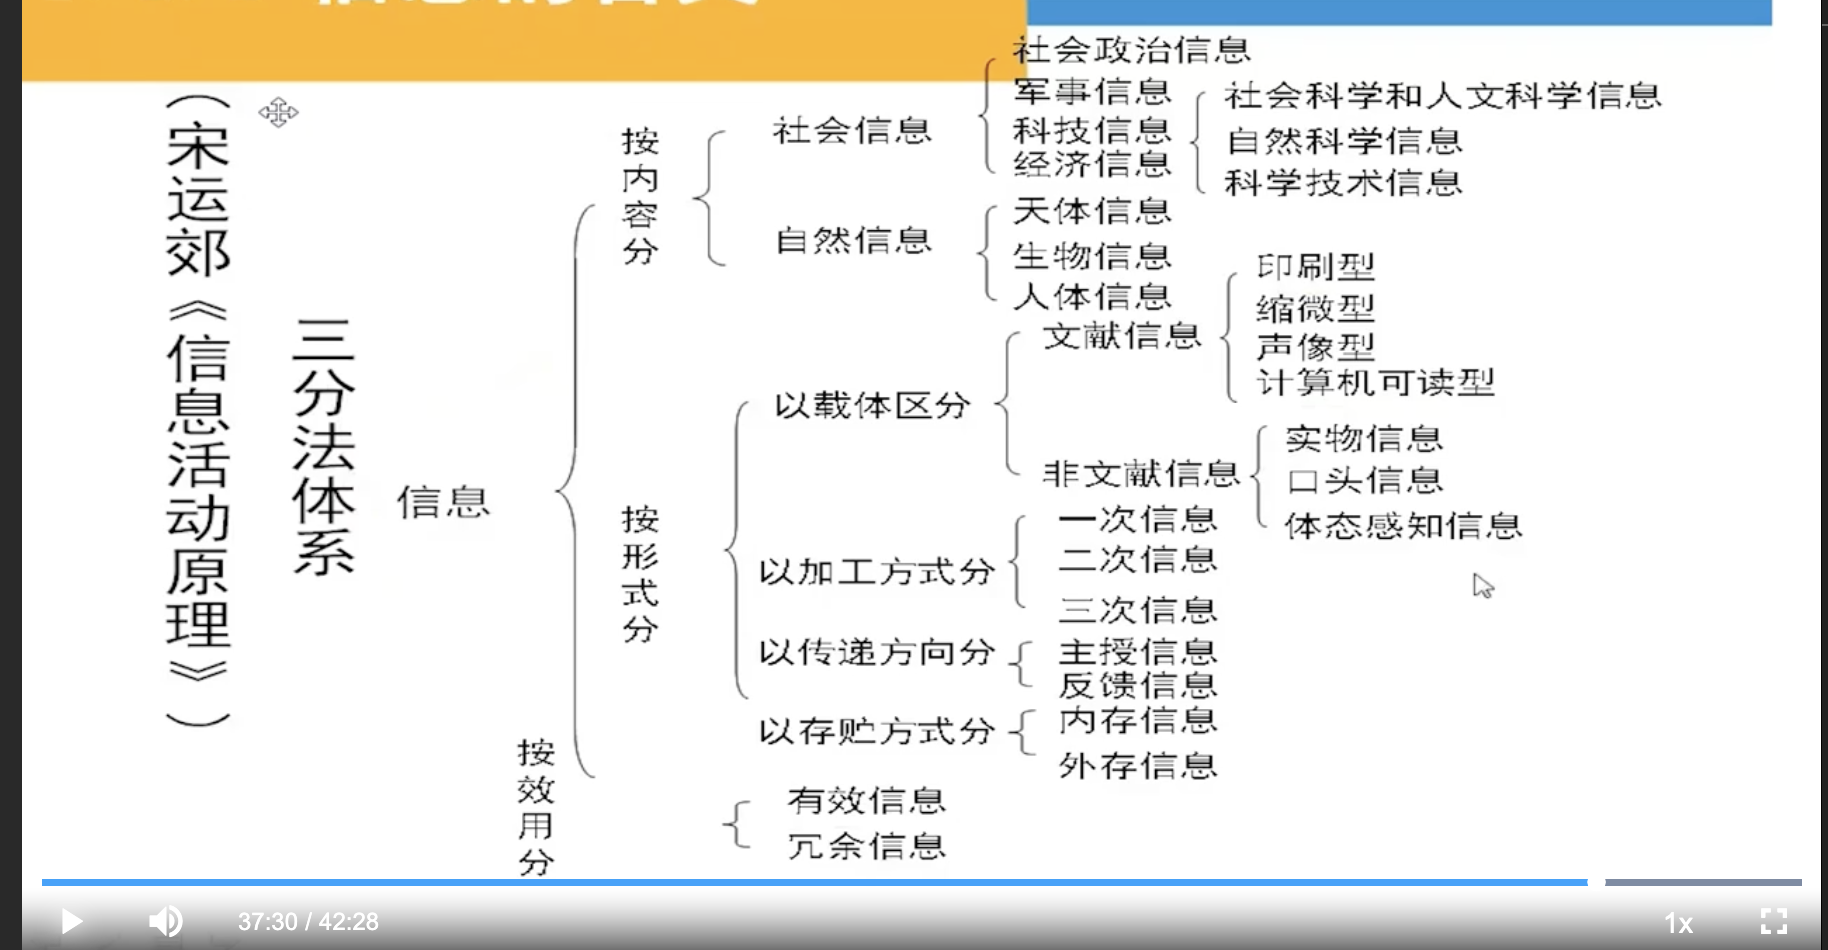 （宋运郊《信息活动原理》）
三分法体系
信息
按内容分
社会信息
社会政治信息
军事信息
科技信息
经济信息
社会科学和人文科学信息
自然科学信息
科学技术信息
自然信息
天体信息
生物信息
人体信息
按形式分
以载体区分
文献信息
印刷型
缩微型
声像型
计算机可读型
非文献信息
实物信息
口头信息
体态感知信息
以加工方式分
一次信息
二次信息
三次信息
以传递方向分
主授信息
反馈信息
以存贮方式分
内存信息
外存信息
按效用分
有效信息
冗余信息
37:30 / 42:28
1x